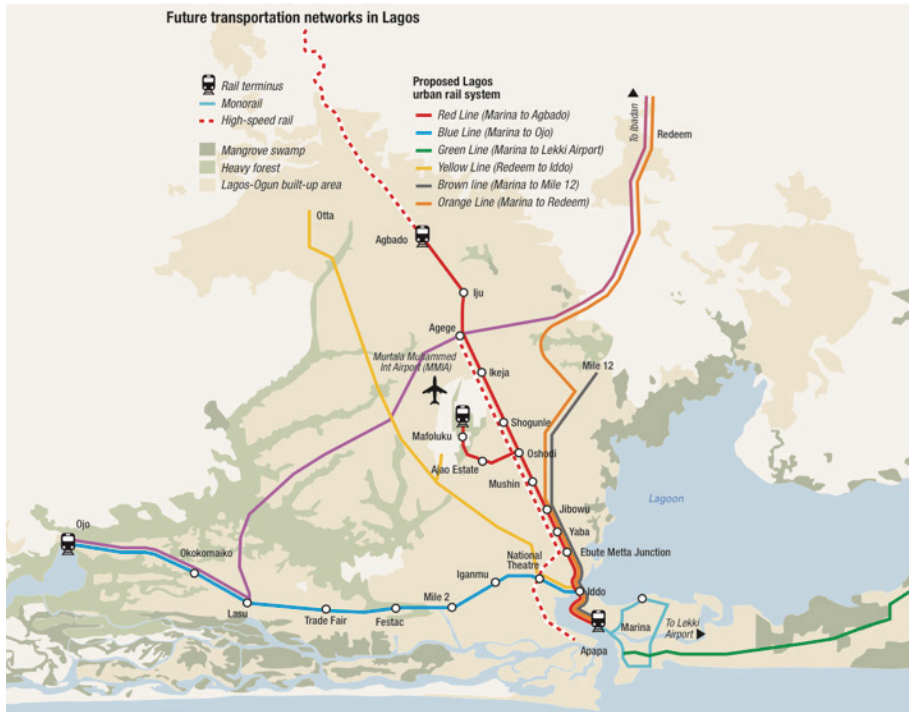 Future transportation networks in Lagos
Rail terminus
Monorail
High-speed rail
Mangrove swamp
Heavy forest
Lagos-Ogun built-up area
Proposed Lagos
urban rail system
Red Line (Marina to Agbado)
Blue Line (Marina to Ojo)
Green Line (Marina to Lekki Airport)
Yellow Line (Redeem to Iddo)
Brown line (Marina to Mile 12)
Orange Line (Marina to Redeem)
To Ibadan
Redeem
Otta
Agbado
Iju
Agege
Murtala Muhammed
Int Airport (MMIA)
Ikeja
Mile 12
Shogunle
Mafoluku
Oshodi
Ajao Estate
Mushin
Lagoon
Jibowu
Ojo
Yaba
Okokomaiko
National
Theatre
Ebute Metta Junction
Iganmu
Iddo
Lasu
Mile 2
Trade Fair
Festac
Marina
To Lekki
Airport
Apapa